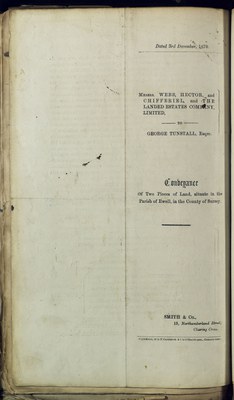 Dated 3rd December, 187
MESSRS. WEBB, HECTOR, and
CHIFFERIEL, and THE
LANDED ESTATES COMPANY,
LIMITED,
TO
GEORGE TUNSTALL, Esqre.
Conveyance
Of Two Pieces of Land, situate in the
Parish of Ewell, in the County of Surrey.
SMITH & Co.,
18, Northumberland Street,
Charing Cross.